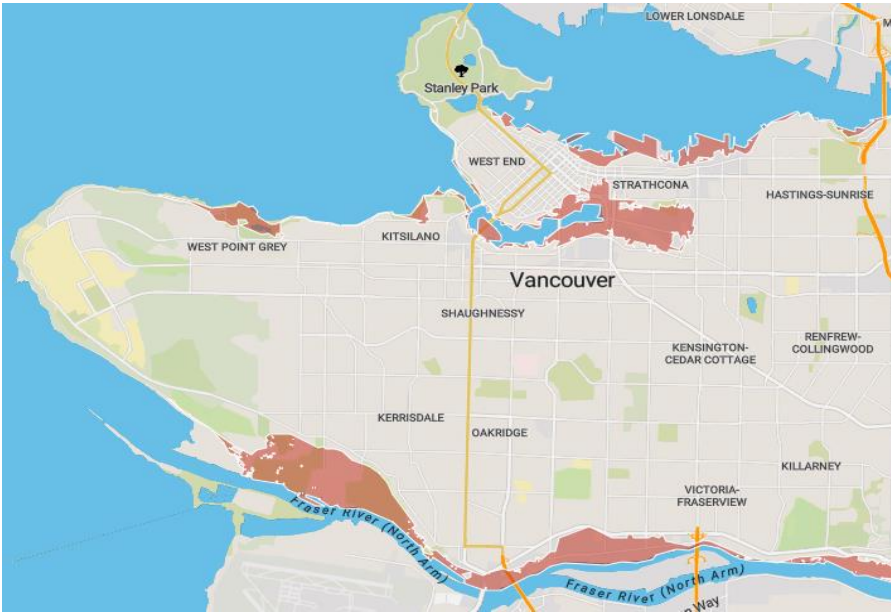 LOWER LONSDALE
M
Stanley Park
WEST END
STRATHCONA
HASTINGS-SUNRISE
WEST POINT GREY
KITSILANO
Vancouver
SHAUGHNESSY
KENSINGTON-
CEDAR COTTAGE
RENFREW-
COLLINGWOOD
KERRISDALE
OAKRIDGE
KILLARNEY
VICTORIA-
FRASERVIEW
Fraser River (North Arm)
Fraser River (North Arm)
n Way